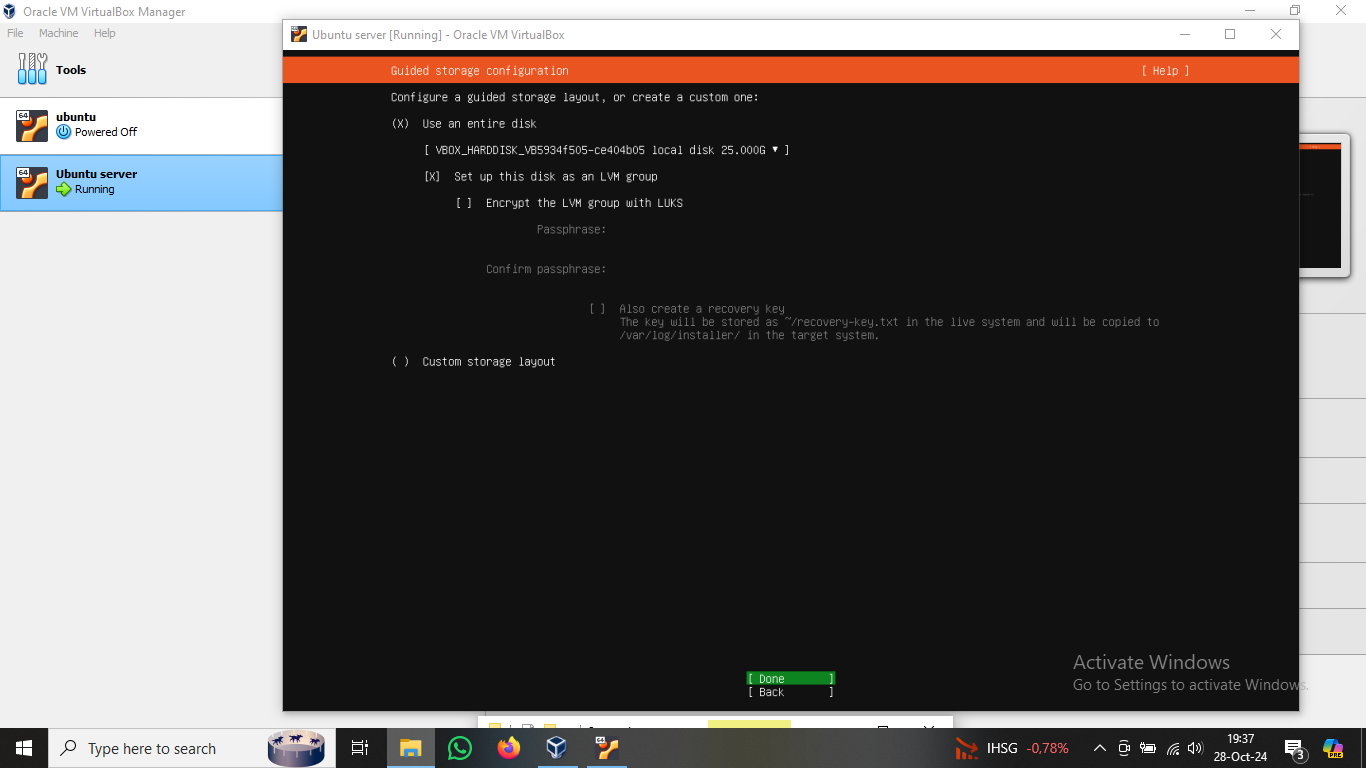 Oracle VM VirtualBox Manager
File Machine Help
Tools
64
ubuntu
Powered Off
64
Ubuntu server
Running
Ubuntu server [Running] - Oracle VM VirtualBox
Guided storage configuration [ Help ]
Configure a guided storage layout, or create a custom one:
(X) Use an entire disk
[ VBOX_HARDDISK_VB5934f505-ce404b05 local disk 25.000G ▾ ]
[X] Set up this disk as an LVM group
[ ] Encrypt the LVM group with LUKS
Passphrase:
Confirm passphrase:
[ ] Also create a recovery key
The key will be stored as ~/recovery-key.txt in the live system and will be copied to
/var/log/installer/ in the target system.
( ) Custom storage layout
[ Done ]
[ Back ]
Activate Windows
Go to Settings to activate Windows.
Type here to search
IHSG -0,78%
19:37
28-Oct-24
3
PRE